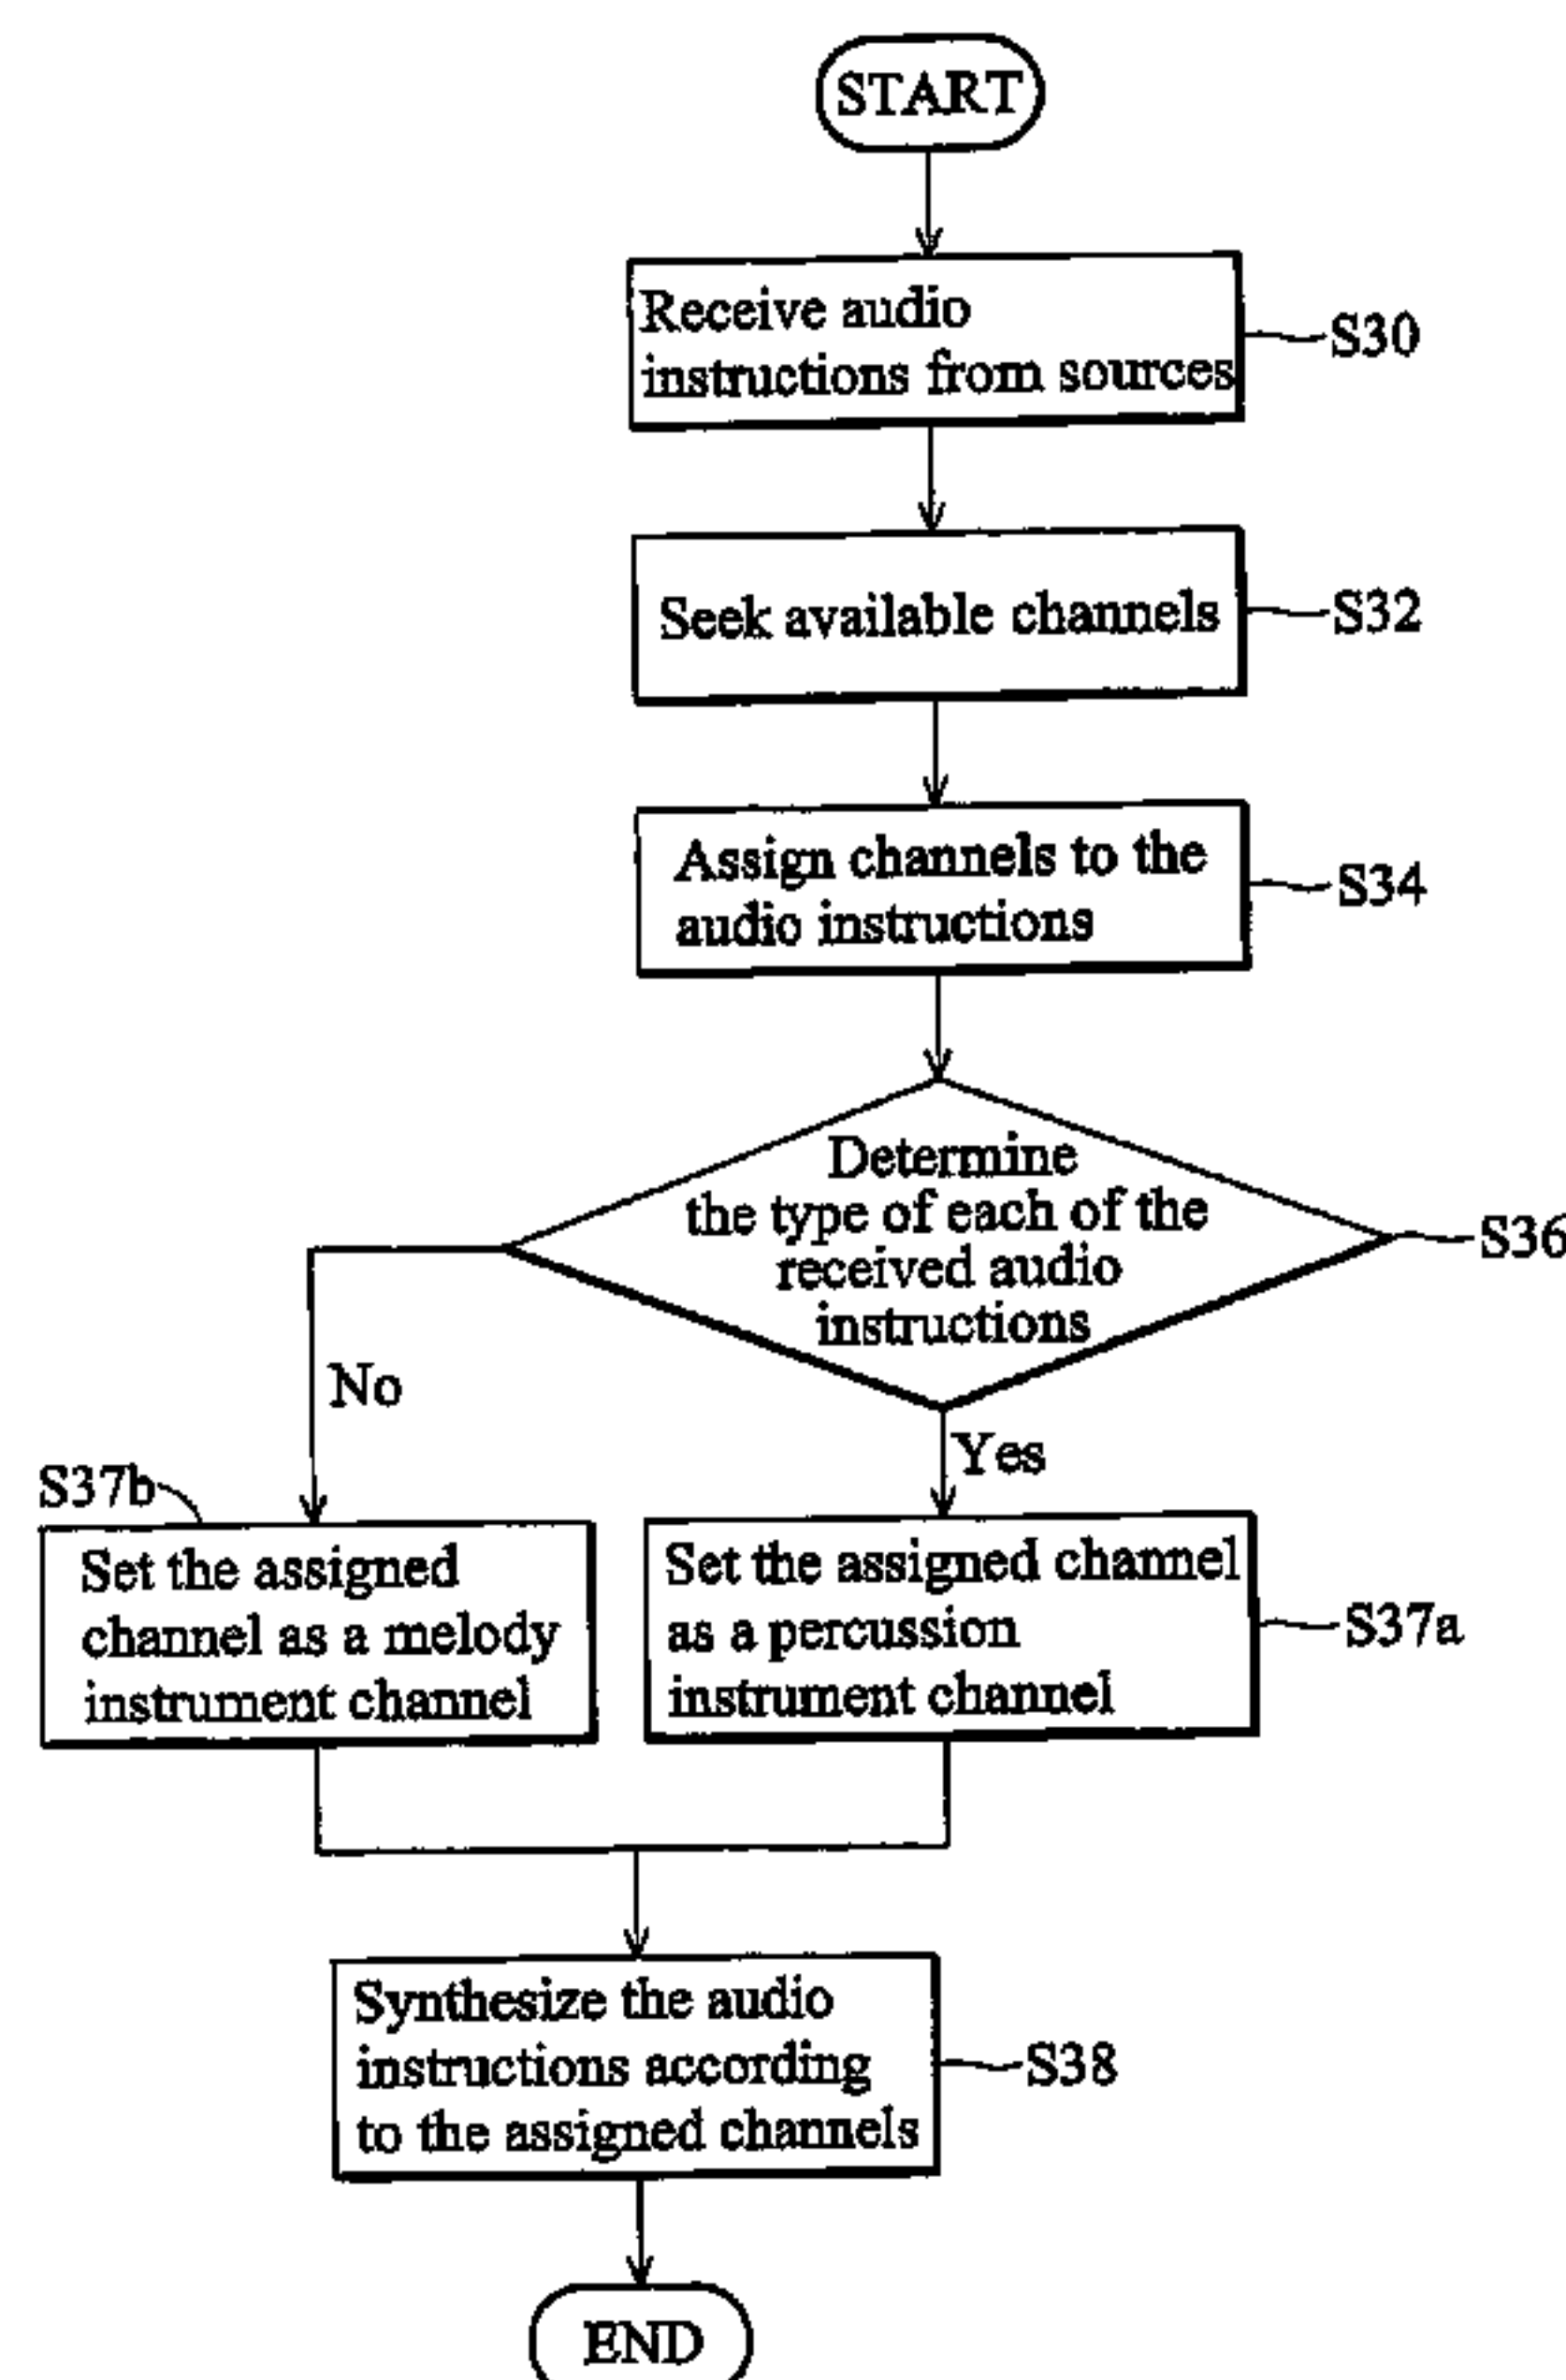 START
Receive audio
instructions from sources
S30
Seek available channels
S32
Assign channels to the
audio instructions
S34
Determine
the type of each of the
received audio
instructions
S36
No
Yes
S37b
Set the assigned
channel as a melody
instrument channel
Set the assigned channel
as a percussion
instrument channel
S37a
Synthesize the audio
instructions according
to the assigned channels
S38
END